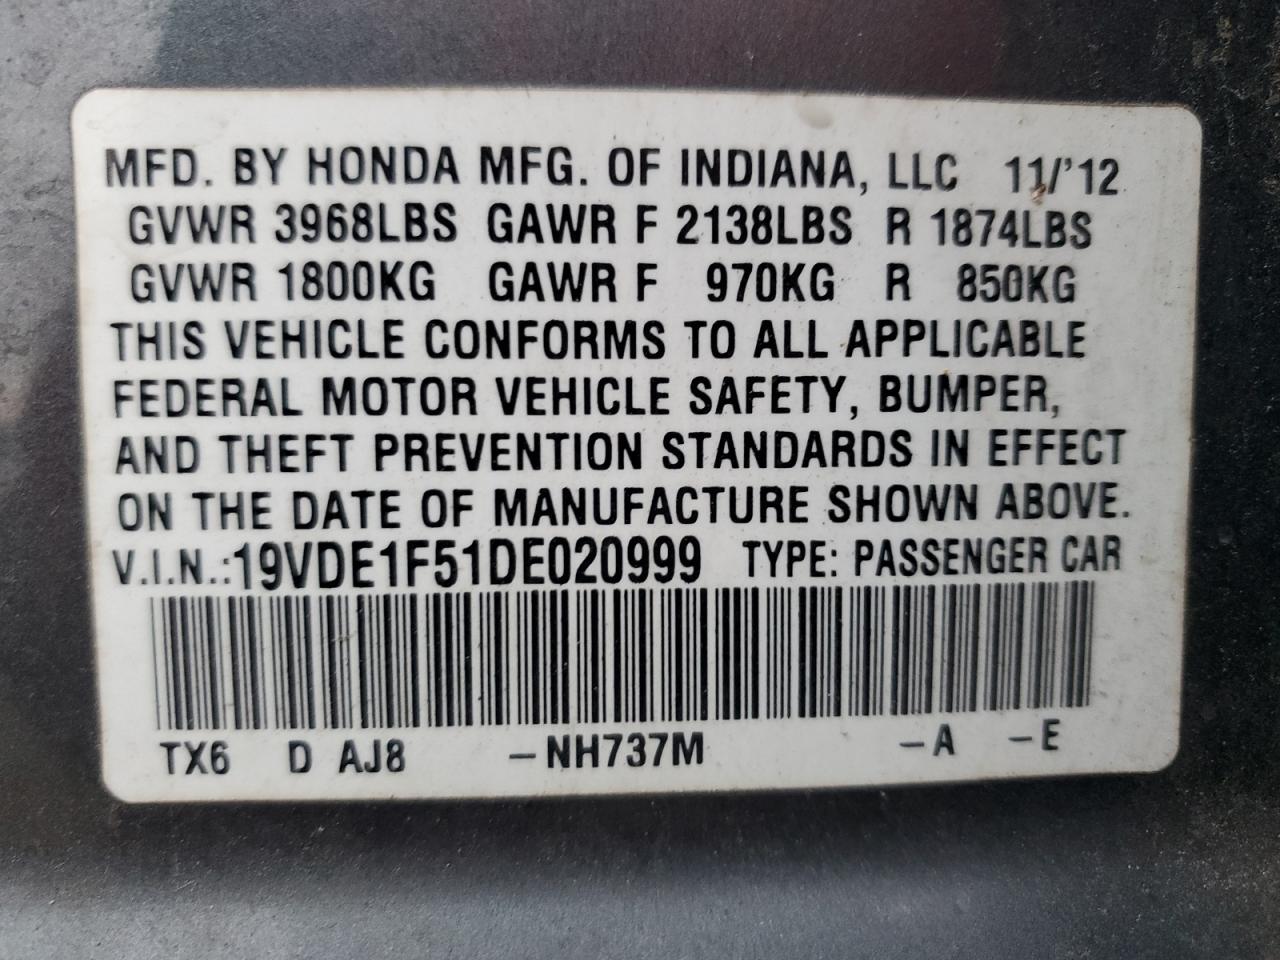 MFD. BY HONDA MFG. OF INDIANA, LLC 11/'12
GVWR 3968LBS GAWR F 2138LBS R 1874LBS
GVWR 1800KG GAWR F 970KG R 850KG
THIS VEHICLE CONFORMS TO ALL APPLICABLE
FEDERAL MOTOR VEHICLE SAFETY, BUMPER,
AND THEFT PREVENTION STANDARDS IN EFFECT
ON THE DATE OF MANUFACTURE SHOWN ABOVE.
V.I.N.:19VDE1F51DE020999 TYPE: PASSENGER CAR
TX6 D AJ8 -NH737M -A -E